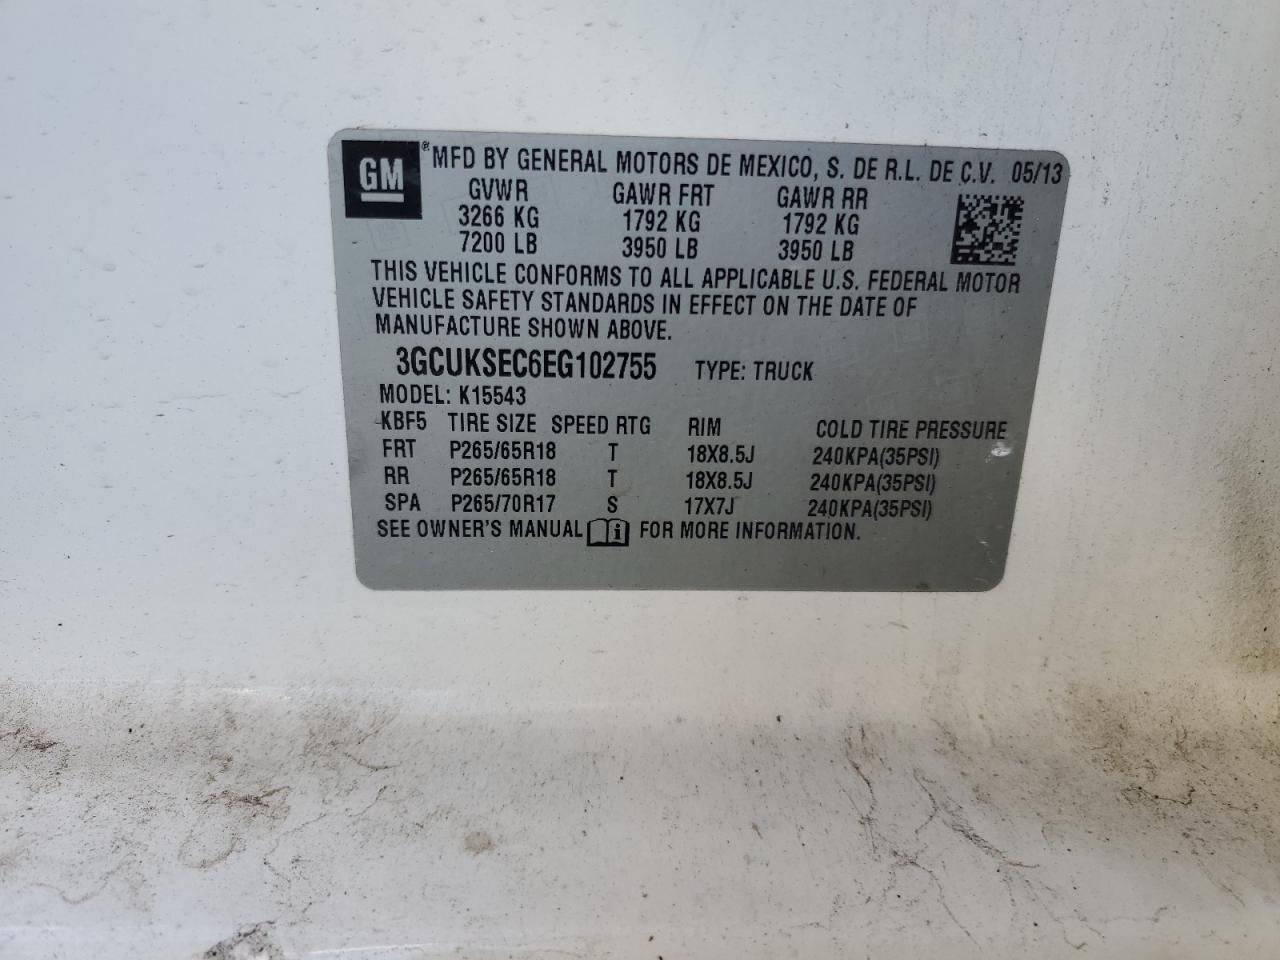 GM® MFD BY GENERAL MOTORS DE MEXICO, S. DE R.L. DE C.V. 05/13
GVWR GAWR FRT GAWR RR
3266 KG 1792 KG 1792 KG
7200 LB 3950 LB 3950 LB
THIS VEHICLE CONFORMS TO ALL APPLICABLE U.S. FEDERAL MOTOR
VEHICLE SAFETY STANDARDS IN EFFECT ON THE DATE OF
MANUFACTURE SHOWN ABOVE.
3GCUKSEC6EG102755 TYPE: TRUCK
MODEL: K15543
KBF5 TIRE SIZE SPEED RTG RIM COLD TIRE PRESSURE
FRT P265/65R18 T 18X8.5J 240KPA(35PSI)
RR P265/65R18 T 18X8.5J 240KPA(35PSI)
SPA P265/70R17 S 17X7J 240KPA(35PSI)
SEE OWNER'S MANUAL i FOR MORE INFORMATION.